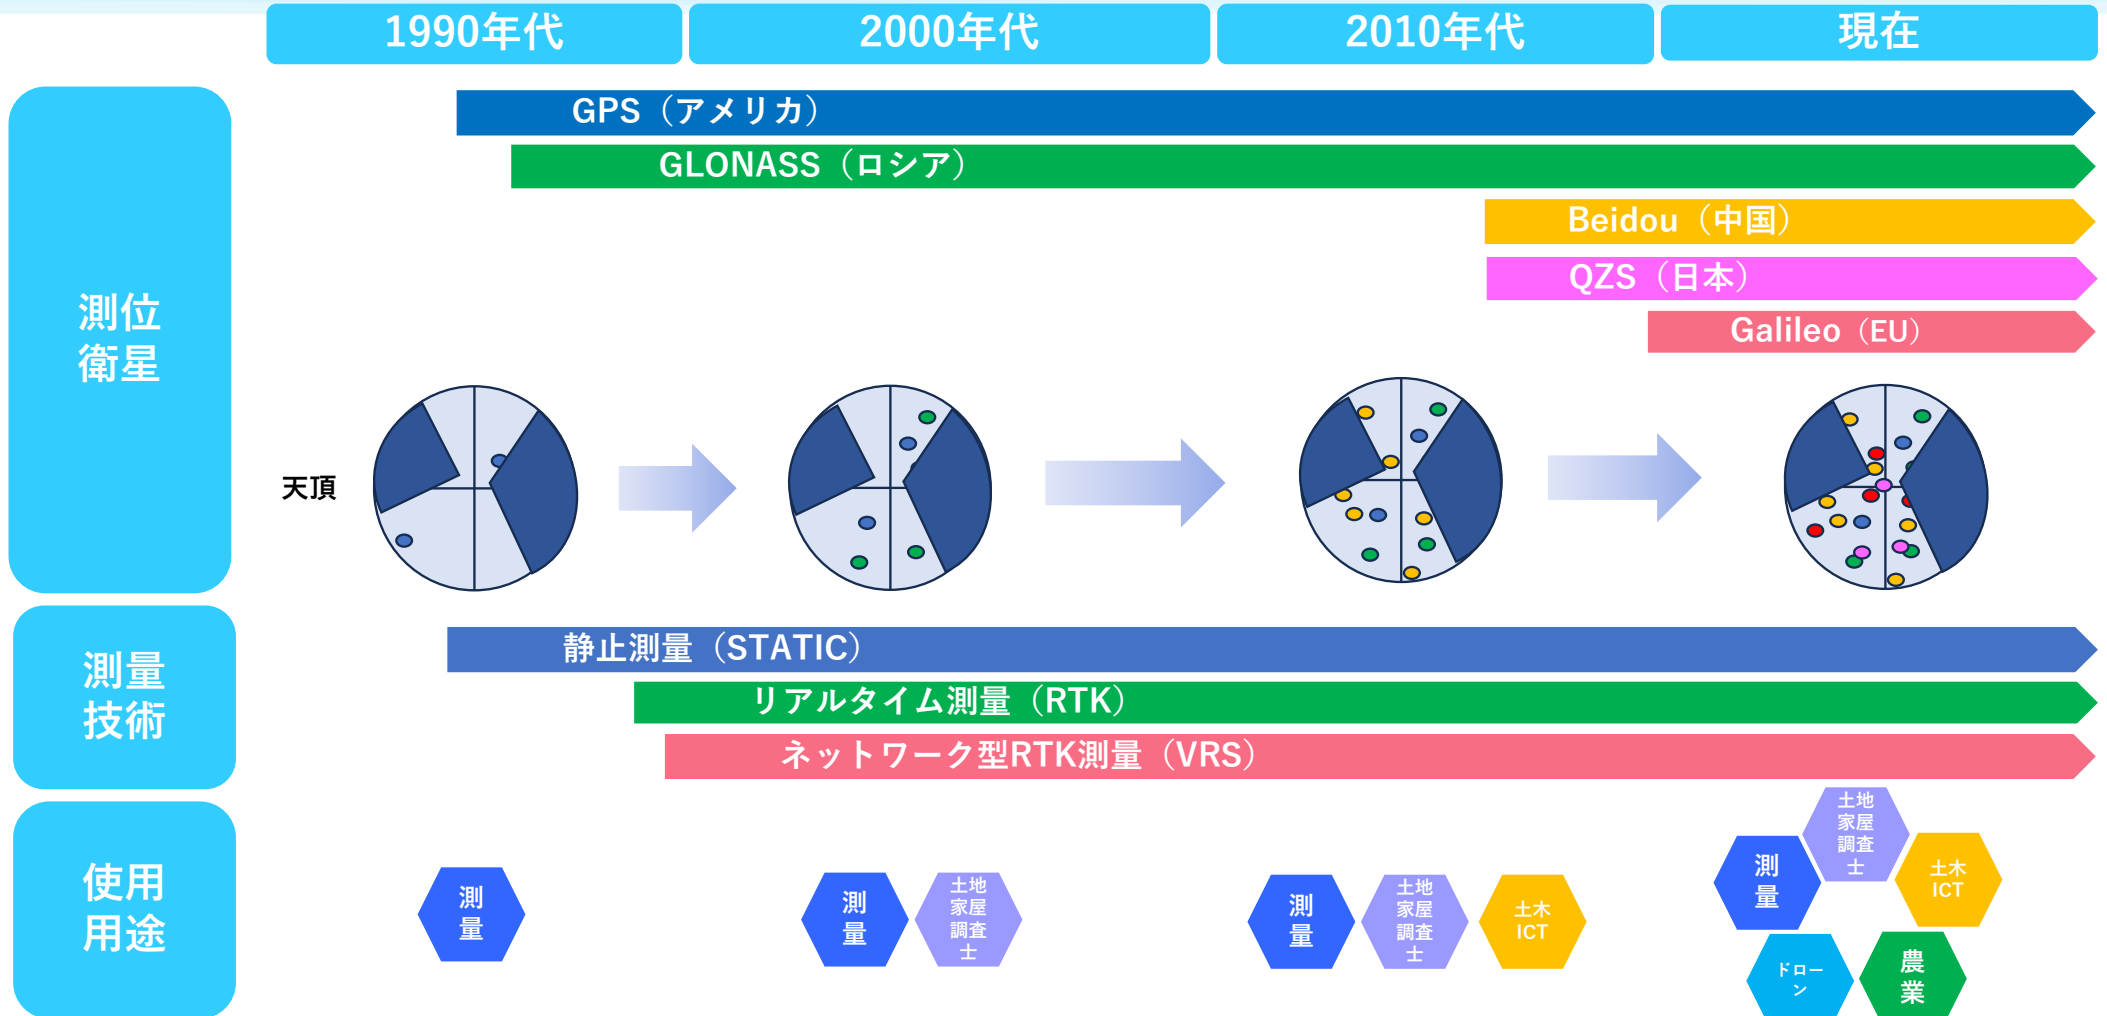 1990年代
2000年代
2010年代
現在
測位
衛星
GPS（アメリカ）
GLONASS（ロシア）
Beidou（中国）
QZS（日本）
Galileo（EU）
天頂
測量
技術
静止測量（STATIC）
リアルタイム測量（RTK）
ネットワーク型RTK測量（VRS）
使用
用途
測
量
測
量
土地
家屋
調査
士
測
量
土地
家屋
調査
士
土木
ICT
測
量
土地
家屋
調査
士
土木
ICT
ドロー
ン
農
業